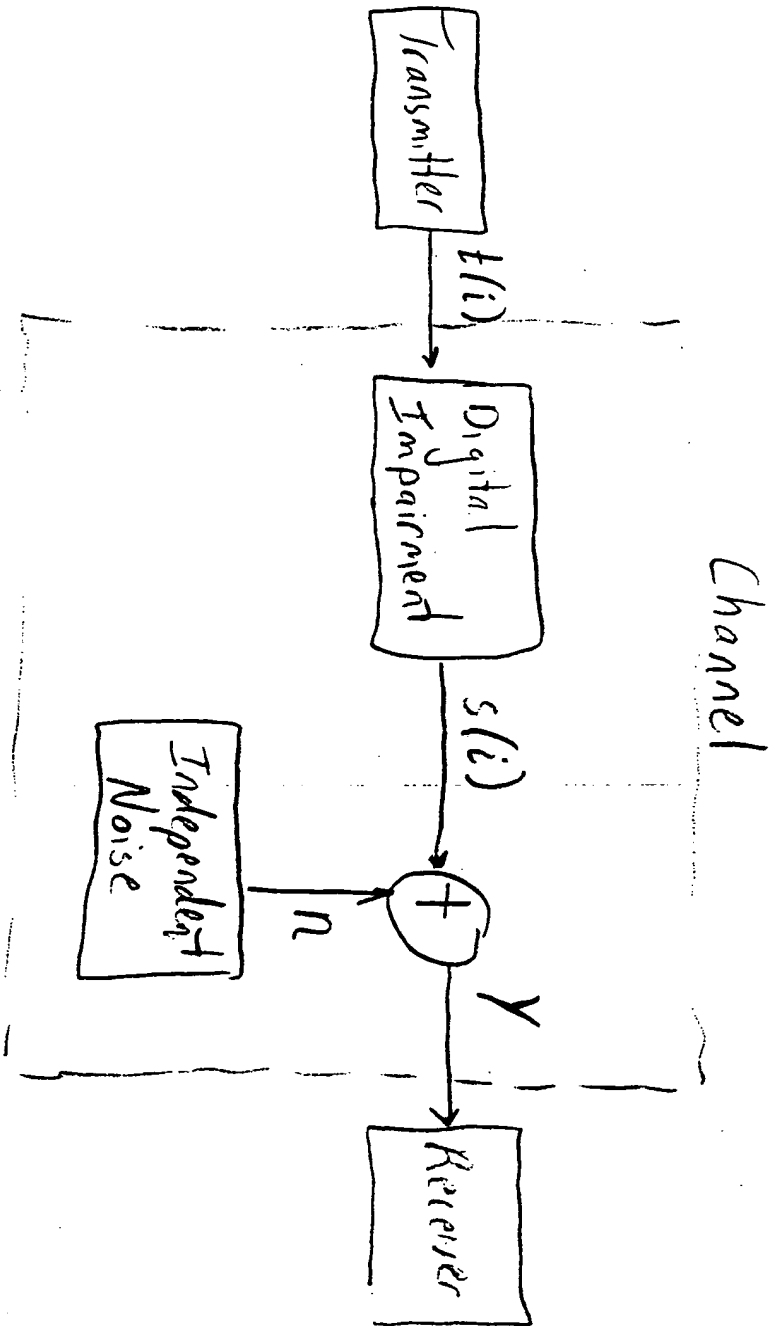 Channel
Transmitter
t(i)
Digital
Impairment
s(i)
+
Y
Receiver
n
Independent
Noise